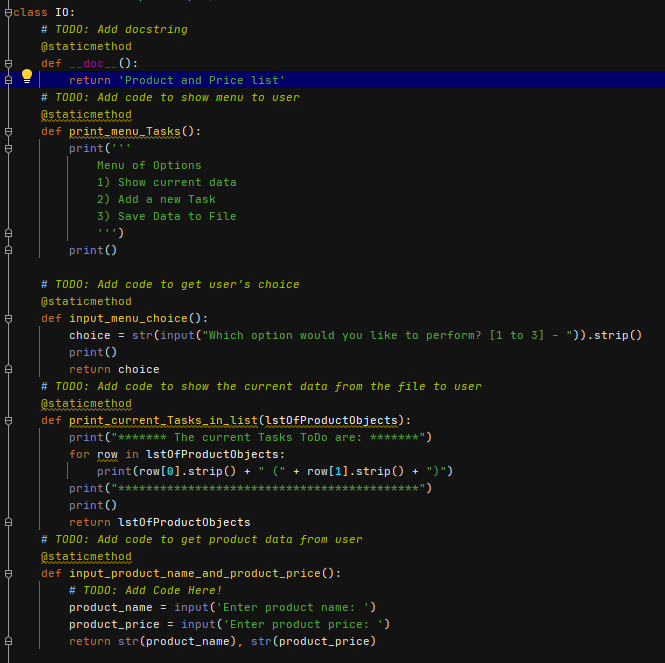 class IO:
    # TODO: Add docstring
    @staticmethod
    def __doc__():
        return 'Product and Price list'
    # TODO: Add code to show menu to user
    @staticmethod
    def print_menu_Tasks():
        print('''
            Menu of Options
            1) Show current data
            2) Add a new Task
            3) Save Data to File
            ''')
        print()

    # TODO: Add code to get user's choice
    @staticmethod
    def input_menu_choice():
        choice = str(input("Which option would you like to perform? [1 to 3] - ")).strip()
        print()
        return choice
    # TODO: Add code to show the current data from the file to user
    @staticmethod
    def print_current_Tasks_in_list(lstOfProductObjects):
        print("******* The current Tasks ToDo are: *******")
        for row in lstOfProductObjects:
            print(row[0].strip() + " (" + row[1].strip() + ")")
        print("*******************************************")
        print()
        return lstOfProductObjects
    # TODO: Add code to get product data from user
    @staticmethod
    def input_product_name_and_product_price():
        # TODO: Add Code Here!
        product_name = input('Enter product name: ')
        product_price = input('Enter product price: ')
        return str(product_name), str(product_price)